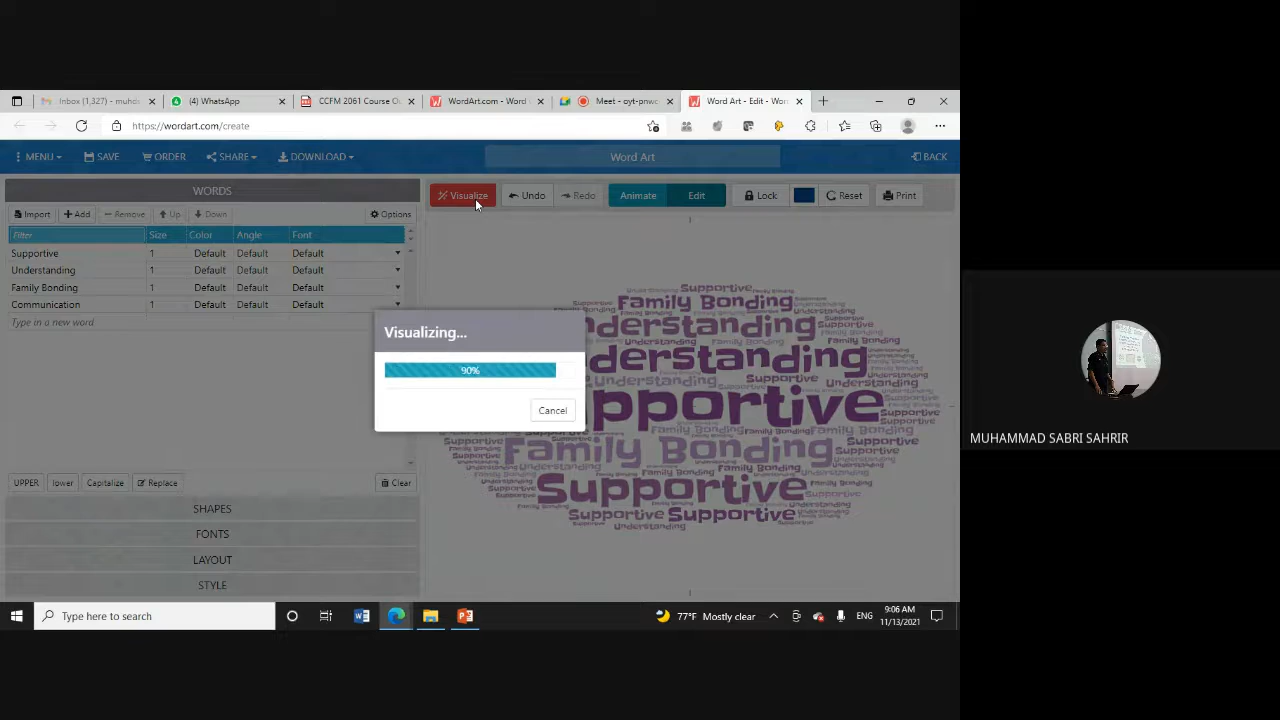 Inbox (1,327) - muhds
(4) WhatsApp
CCFM 2061 Course Ou
WordArt.com - Word
Meet - oyt-pnwc
Word Art - Edit - Wor
https://wordart.com/create
MENU
SAVE
ORDER
SHARE
DOWNLOAD
Word Art
BACK
WORDS
Visualize
Undo
Redo
Animate
Edit
Lock
Reset
Print
Import
Add
Remove
Up
Down
Options
Filter Size Color Angle Font
Supportive 1 Default Default Default
Understanding 1 Default Default Default
Family Bonding 1 Default Default Default
Communication 1 Default Default Default
Type in a new word
Visualizing...
90%
Cancel
Supportive
Family Bonding
Understanding
Supportive
Family Bonding
Supportive
Supportive
Understanding
UPPER
lower
Capitalize
Replace
Clear
SHAPES
FONTS
LAYOUT
STYLE
MUHAMMAD SABRI SAHRIR
Type here to search
77°F Mostly clear
ENG
9:06 AM
11/13/2021